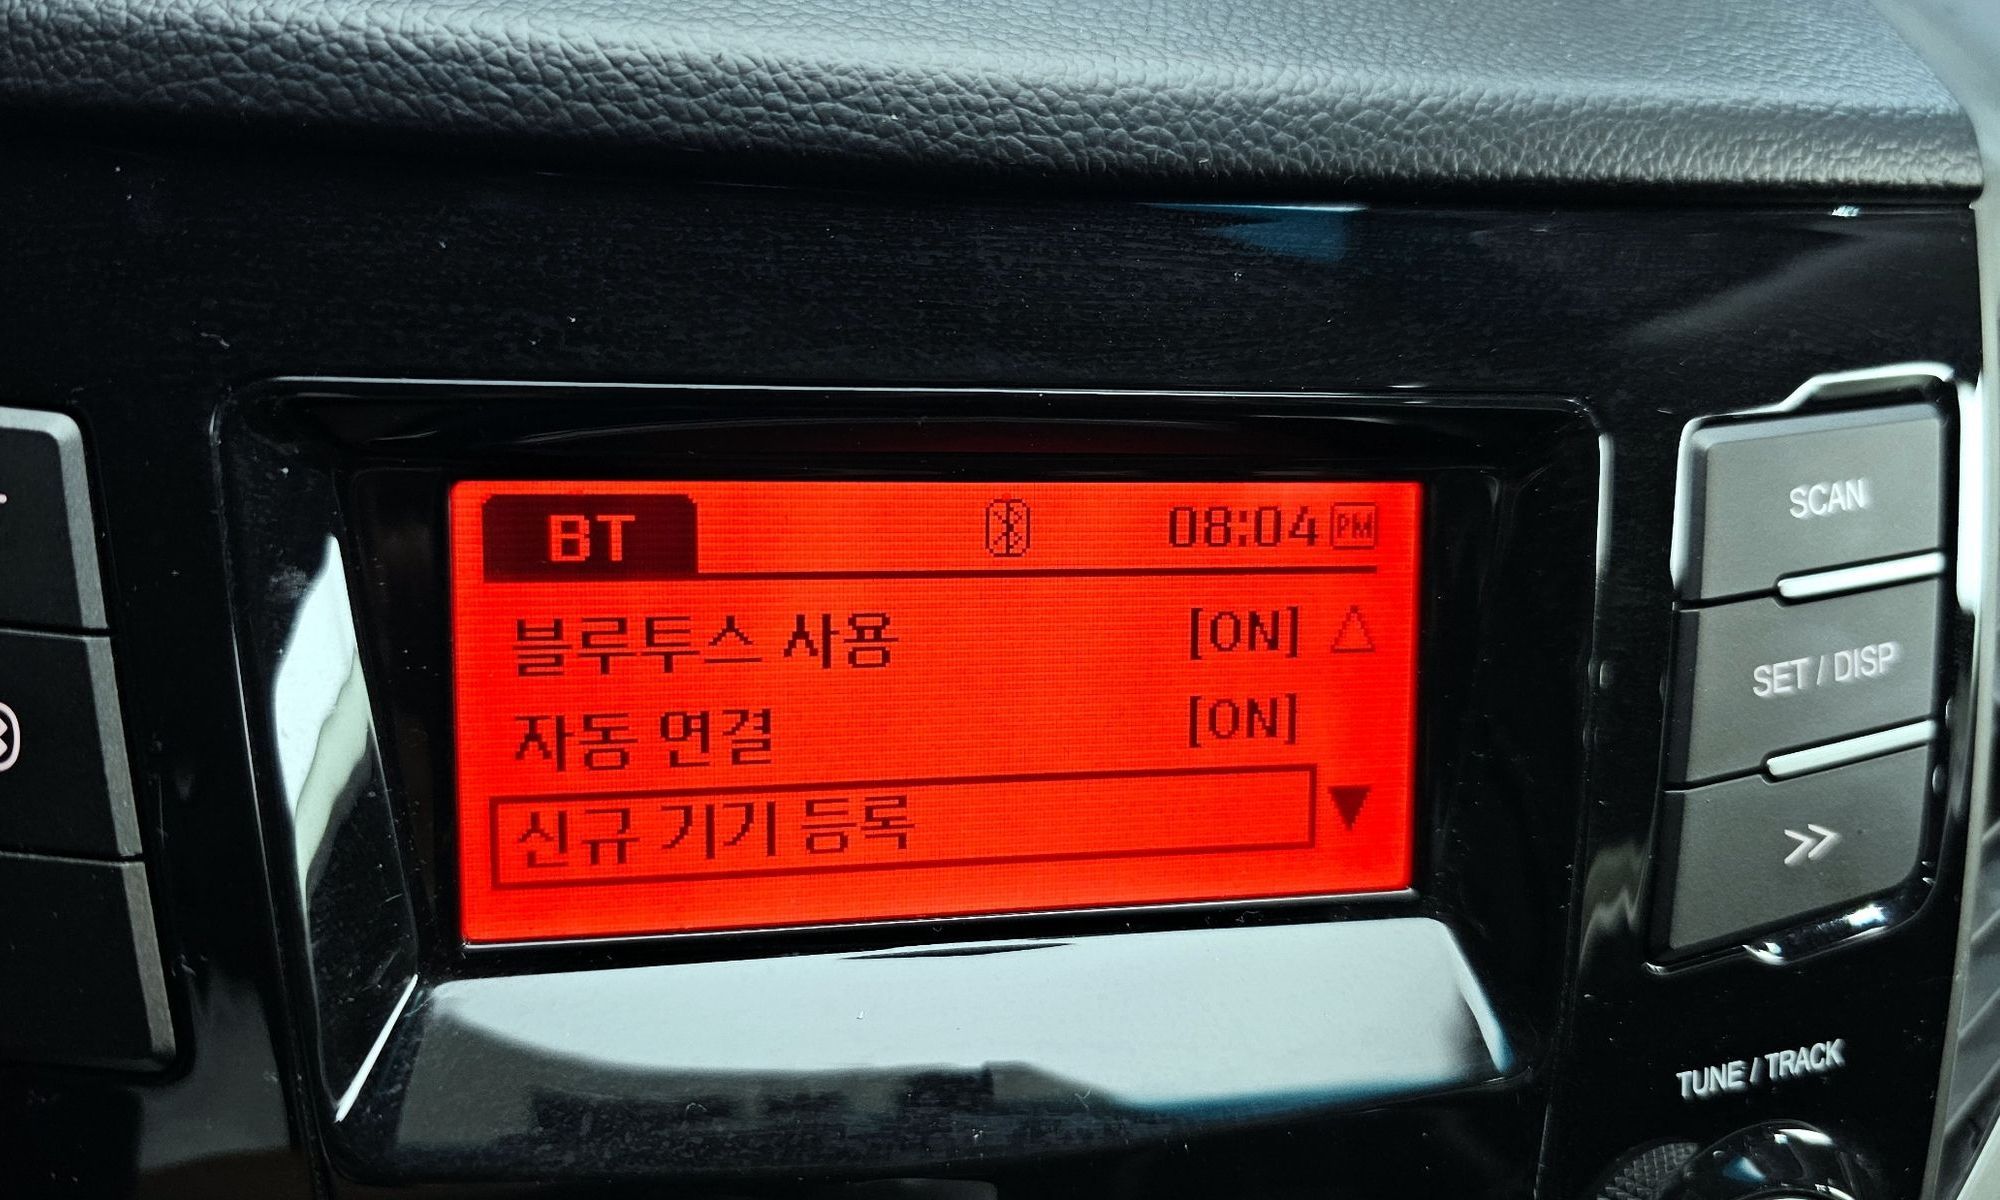 BT 08:04 PM
블루투스 사용 [ON]
자동 연결 [ON]
신규 기기 등록
SCAN
SET / DISP
TUNE / TRACK